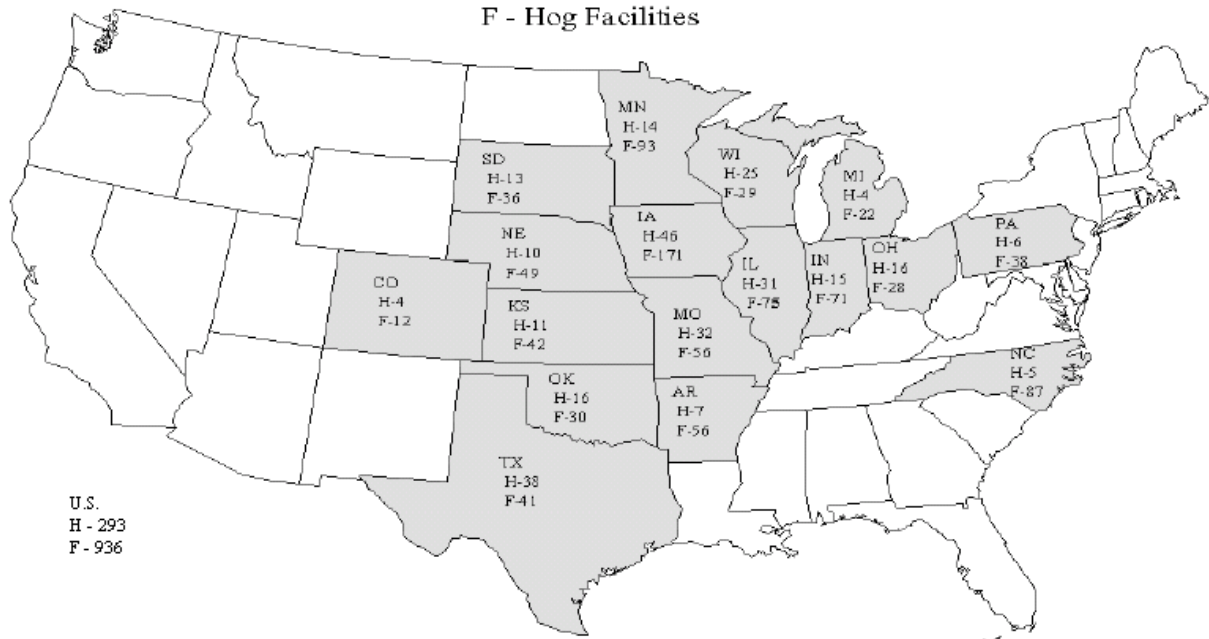 F - Hog Facilities
MN
H-14
F-93
WI
H-25
F-29
MI
H-4
F-22
SD
H-13
F-36
IA
H-46
F-171
PA
H-6
F-38
NE
H-10
F-49
IL
H-31
F-75
IN
H-15
F-71
OH
H-16
F-28
CO
H-4
F-12
KS
H-11
F-42
MO
H-32
F-56
NC
H-5
F-87
OK
H-16
F-30
AR
H-7
F-56
TX
H-38
F-41
U.S.
H - 293
F - 936